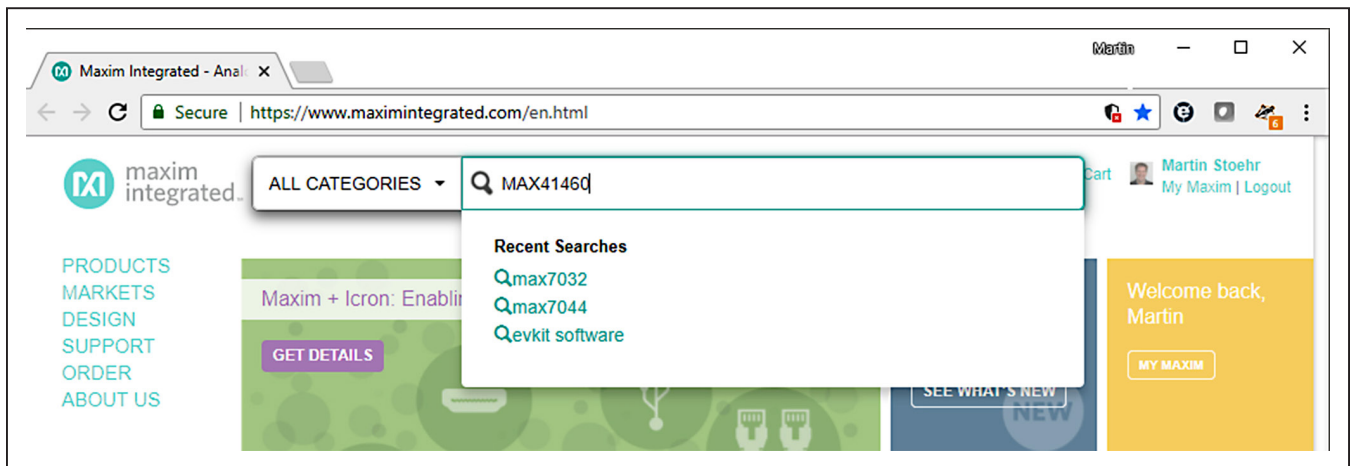 Martin
Maxim Integrated - Anal
Secure | https://www.maximintegrated.com/en.html
6
maxim
integrated™
ALL CATEGORIES
MAX41460
Cart
Martin Stoehr
My Maxim | Logout
Recent Searches
max7032
max7044
evkit software
PRODUCTS
MARKETS
DESIGN
SUPPORT
ORDER
ABOUT US
Maxim + Icron: Enablin
GET DETAILS
SEE WHAT'S NEW
NEW
Welcome back,
Martin
MY MAXIM